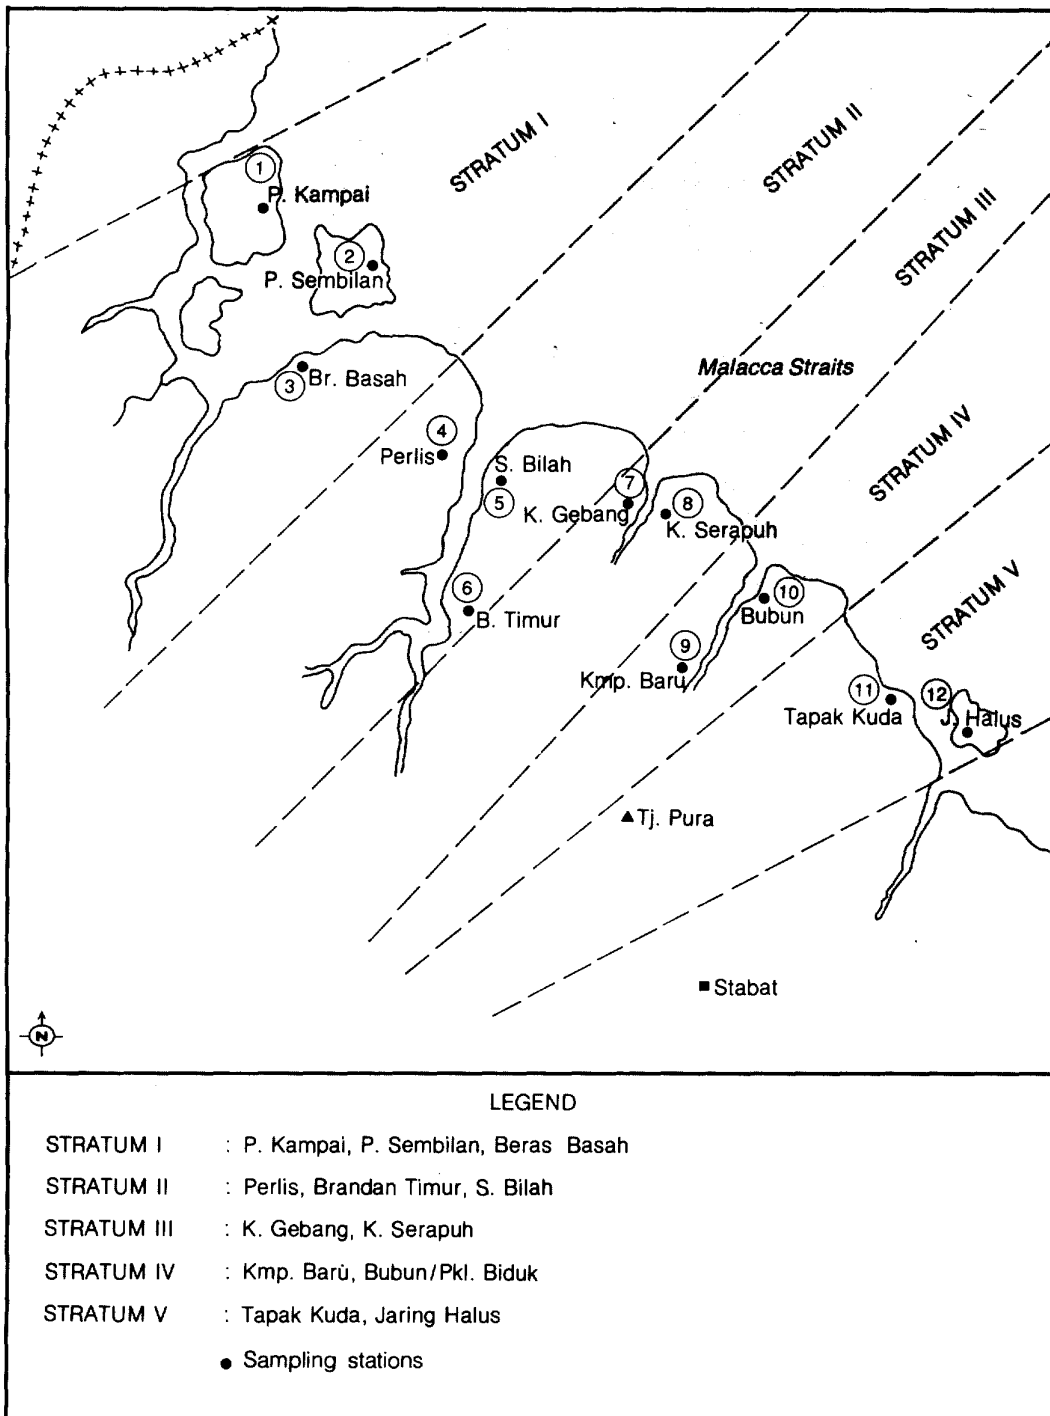 STRATUM I
STRATUM II
STRATUM III
STRATUM IV
STRATUM V
Malacca Straits
1
P. Kampai
2
P. Sembilan
3
Br. Basah
4
Perlis
S. Bilah
5
6
B. Timur
7
K. Gebang
8
K. Serapuh
9
Kmp. Barù
10
Bubun
11
Tapak Kuda
12
J. Halus
Tj. Pura
Stabat
N
LEGEND
STRATUM I : P. Kampai, P. Sembilan, Beras Basah
STRATUM II : Perlis, Brandan Timur, S. Bilah
STRATUM III : K. Gebang, K. Serapuh
STRATUM IV : Kmp. Barù, Bubun/Pkl. Biduk
STRATUM V : Tapak Kuda, Jaring Halus
Sampling stations